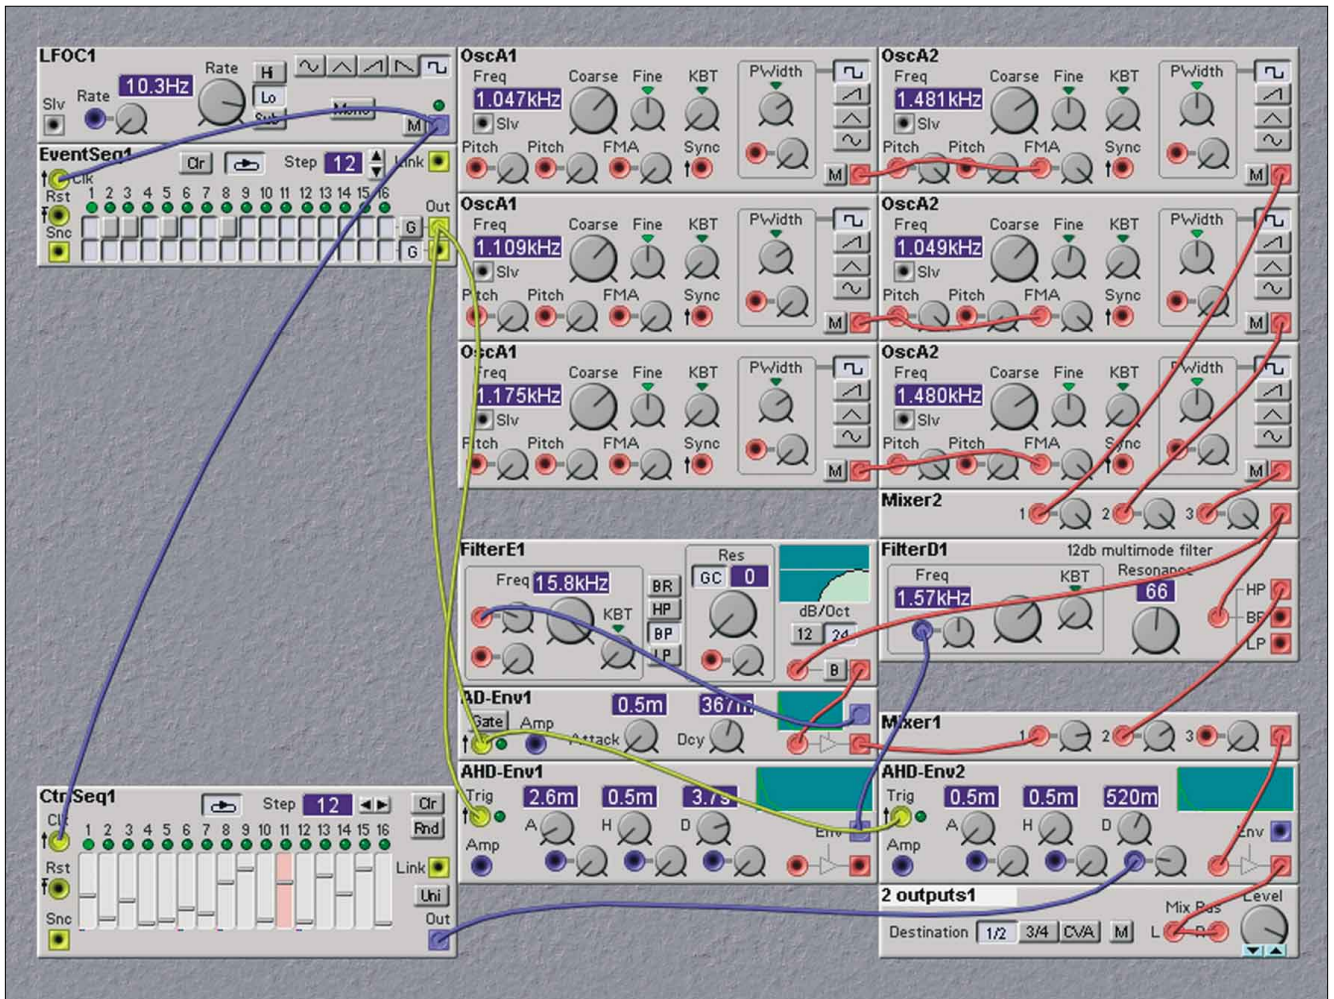 LFOC1
Rate 10.3Hz Rate Hi Lo Sub Mono
Slv M
EventSeq1 Clr Step 12 Link
Clk
Rst
Snc
1 2 3 4 5 6 7 8 9 10 11 12 13 14 15 16
Out
G
G
OscA1
Freq Coarse Fine KBT PWidth
1.047kHz
Slv
Pitch Pitch FMA Sync
M
OscA2
Freq Coarse Fine KBT PWidth
1.481kHz
Slv
Pitch Pitch FMA Sync
M
OscA1
Freq Coarse Fine KBT PWidth
1.109kHz
Slv
Pitch Pitch FMA Sync
M
OscA2
Freq Coarse Fine KBT PWidth
1.049kHz
Slv
Pitch Pitch FMA Sync
M
OscA1
Freq Coarse Fine KBT PWidth
1.175kHz
Slv
Pitch Pitch FMA Sync
M
OscA2
Freq Coarse Fine KBT PWidth
1.480kHz
Slv
Pitch Pitch FMA Sync
M
Mixer2 1 2 3
FilterE1
Freq 15.8kHz
KBT
BR
HP
BP
LP
Res
GC 0
dB/Oct
12 24
B
FilterD1 12db multimode filter
Freq KBT Resonance
1.57kHz 66
HP
BP
LP
AD-Env1 0.5m 367m
Gate Amp Attack Dcy
Mixer1
1 2 3
AHD-Env1
Trig 2.6m 0.5m 3.7s
A H D
Amp Env
AHD-Env2
Trig 0.5m 0.5m 520m
A H D
Amp Env
CtrlSeq1 Step 12 Clr
Clk Rnd
1 2 3 4 5 6 7 8 9 10 11 12 13 14 15 16
Rst Link
Uni
Snc Out
2 outputs1
Mix Bus Level
Destination 1/2 3/4 CVA M L R